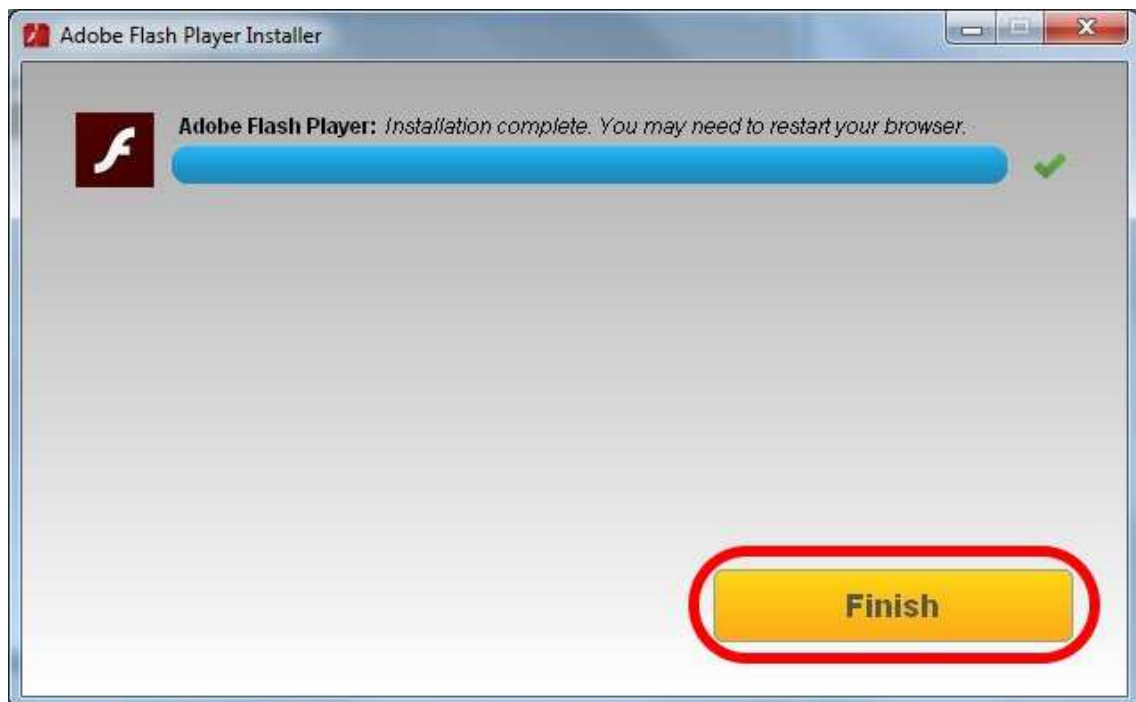 Adobe Flash Player Installer
Adobe Flash Player: Installation complete. You may need to restart your browser.
Finish